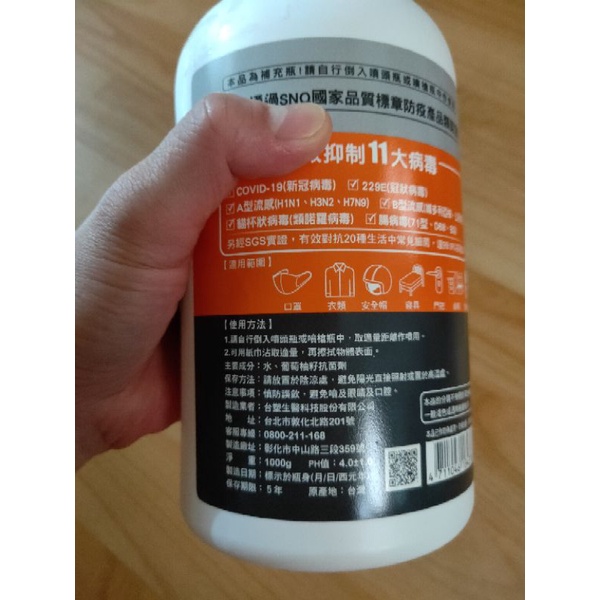 本品為補充瓶!請自行倒入噴頭瓶或噴槍瓶中
通過SNQ國家品質標章防疫產品類
抑制11大病毒
COVID-19(新冠病毒) 229E(冠狀病毒)
A型流感(H1N1、H3N2、H7N9) B型流感
貓杯狀病毒(類諾羅病毒) 腸病毒(71型、D68
另經SGS實證,有效對抗20種生活中常見細菌
【適用範圍】
口罩 衣類 安全帽 寢具 門把
【使用方法】
1.請自行倒入噴頭瓶或噴槍瓶中,取適量距離作噴用。
2.可用紙巾沾取適量,再擦拭物體表面。
主要成分:水、葡萄柚籽抗菌劑
保存方法:請放置於陰涼處,避免陽光直接照射或置於高溫處。
注意事項:慎防誤飲、避免噴及眼睛及口腔。
製造業者:台塑生醫科技股份有限公司
地址:台北市敦化北路201號
客服專線:0800-211-168
製造廠址:彰化市中山路三段359號
淨重:1000g PH值:4.0±1.0
製造日期:標示於瓶身(月/日/西元年)
保存期限:5年 原產地:台灣